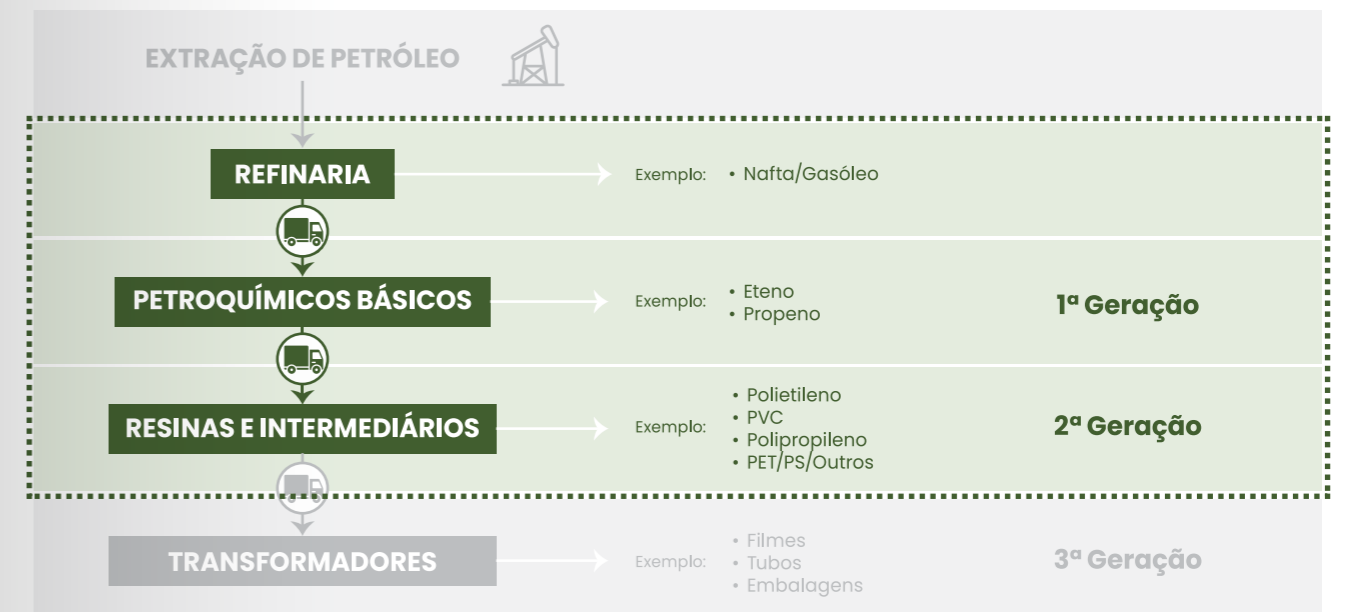 EXTRAÇÃO DE PETRÓLEO
REFINARIA
Exemplo:
• Nafta/Gasóleo
PETROQUÍMICOS BÁSICOS
Exemplo:
• Eteno
• Propeno
1ª Geração
RESINAS E INTERMEDIÁRIOS
Exemplo:
• Polietileno
• PVC
• Polipropileno
• PET/PS/Outros
2ª Geração
TRANSFORMADORES
Exemplo:
• Filmes
• Tubos
• Embalagens
3ª Geração